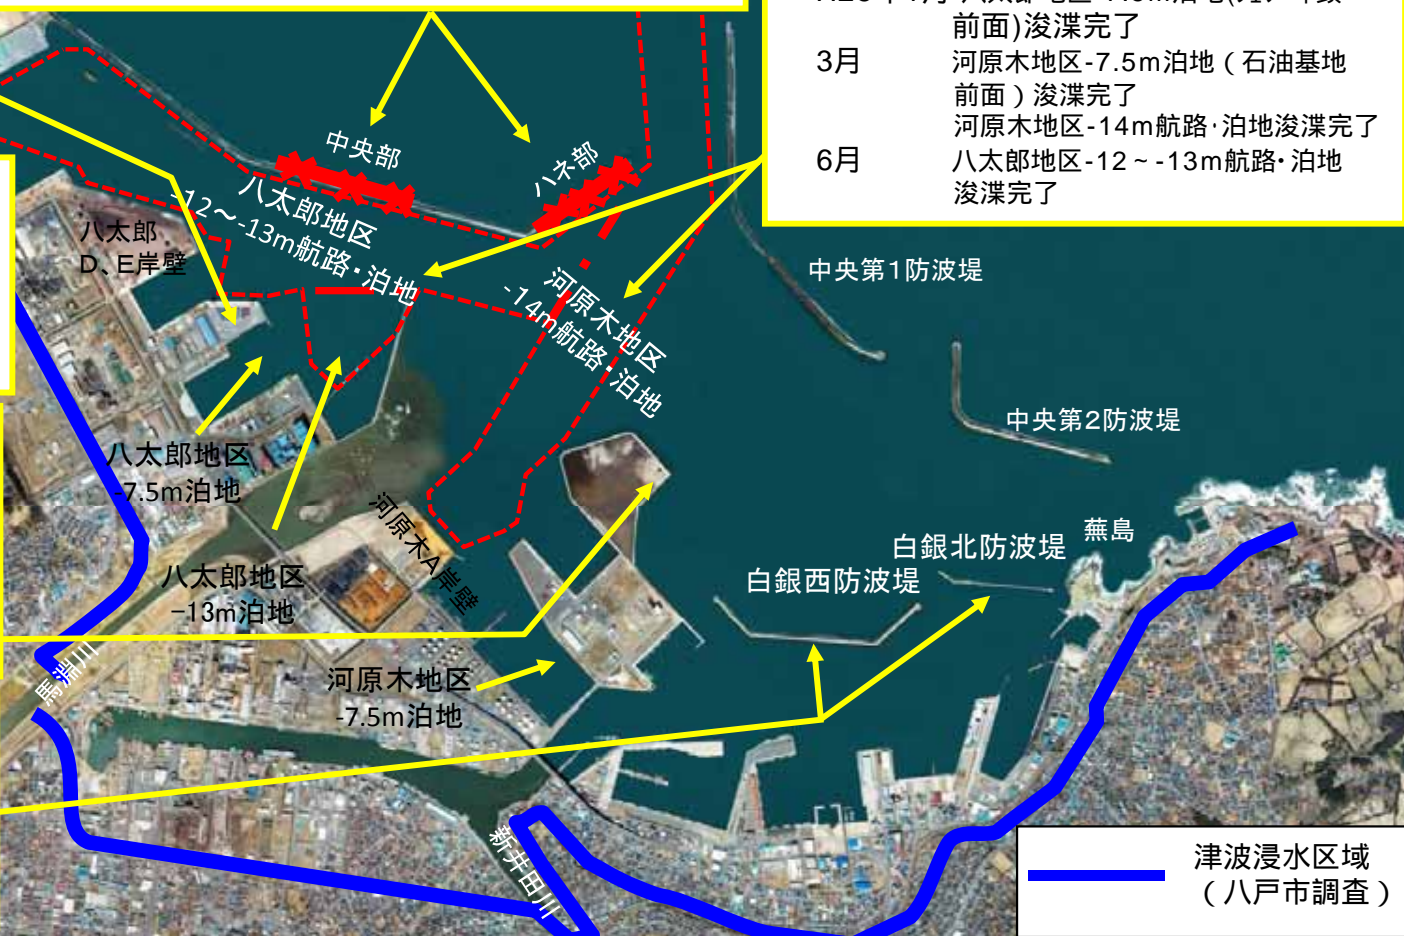 前面)浚渫完了
3月 河原木地区-7.5m泊地（石油基地
前面）浚渫完了
河原木地区-14m航路･泊地浚渫完了
6月 八太郎地区-12～-13m航路･泊地
浚渫完了
中央部
ハネ部
八太郎地区
-12～-13m航路・泊地
八太郎
D、E岸壁
河原木地区
-14m航路・泊地
中央第1防波堤
中央第2防波堤
八太郎地区
-7.5m泊地
河原木A岸壁
八太郎地区
-13m泊地
白銀北防波堤
蕪島
白銀西防波堤
馬淵川
河原木地区
-7.5m泊地
新井田川
津波浸水区域
（八戸市調査）